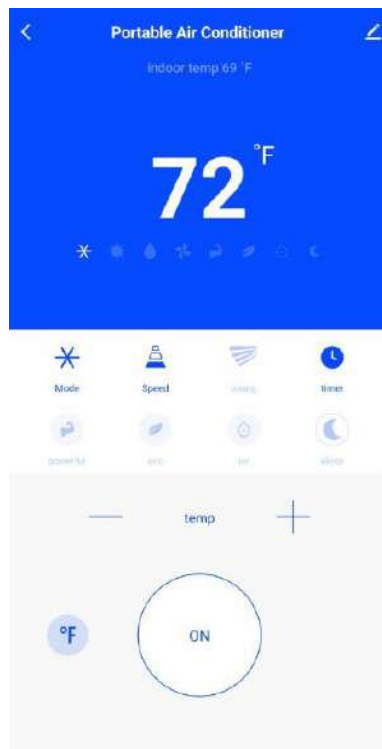 Portable Air Conditioner
Indoor temp 69 °F
72 °F
Mode Speed swing timer
powerful eco sleep
temp
°F ON